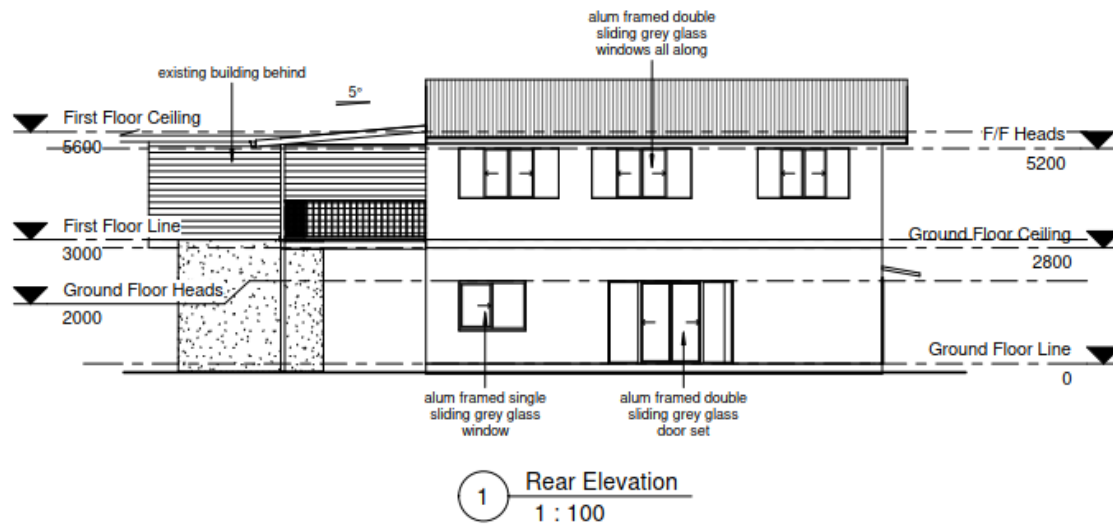 alum framed double
sliding grey glass
windows all along
existing building behind
5°
First Floor Ceiling
5600
F/F Heads
5200
First Floor Line
3000
Ground Floor Ceiling
2800
Ground Floor Heads
2000
Ground Floor Line
0
alum framed single
sliding grey glass
window
alum framed double
sliding grey glass
door set
1
Rear Elevation
1 : 100